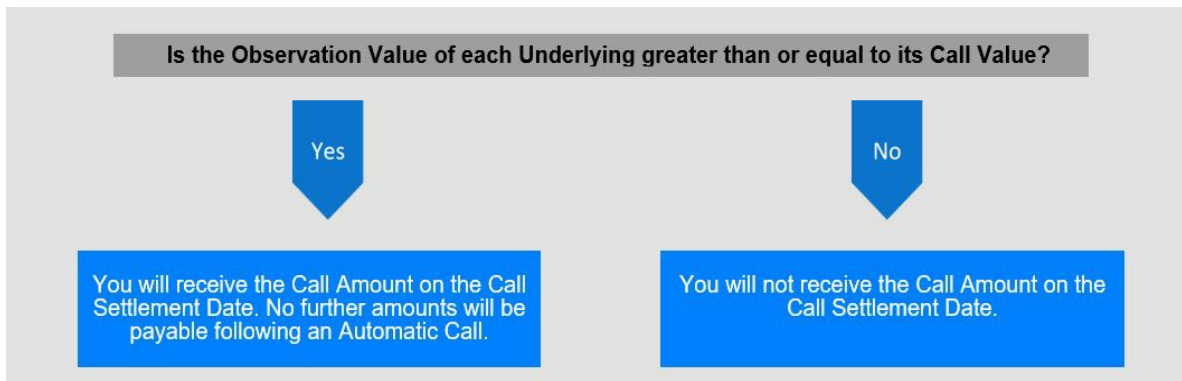 Is the Observation Value of each Underlying greater than or equal to its Call Value?
Yes
No
You will receive the Call Amount on the Call
Settlement Date. No further amounts will be
payable following an Automatic Call.
You will not receive the Call Amount on the
Call Settlement Date.